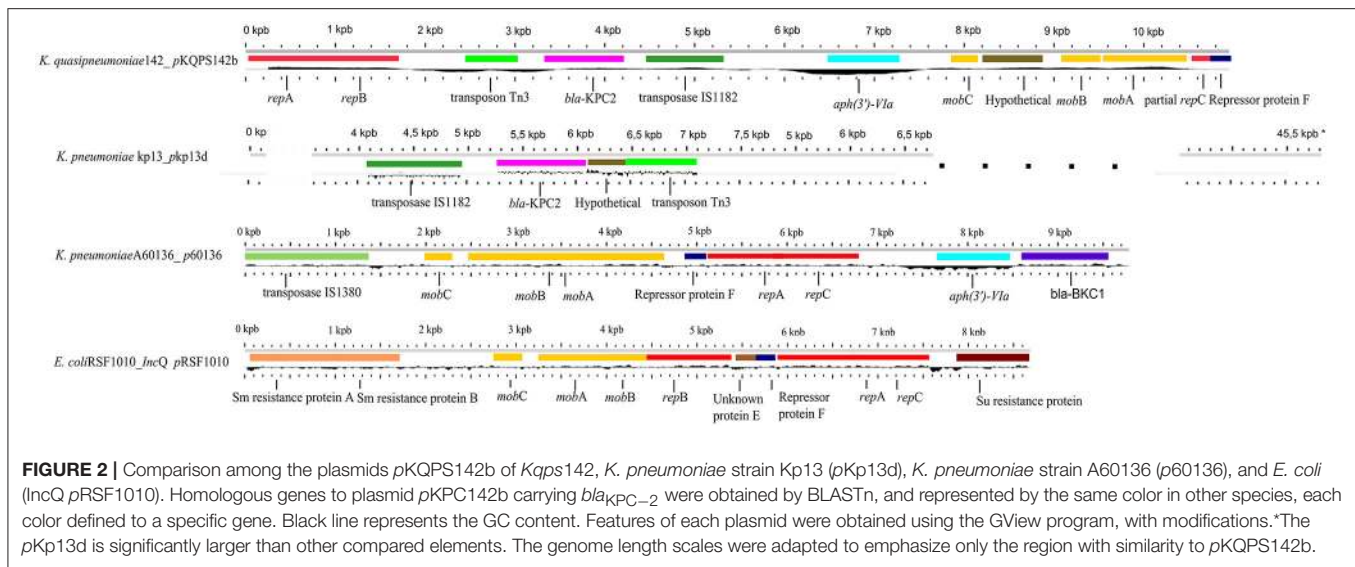 0 kpb 1 kpb 2 kpb 3 kpb 4 kpb 5 kpb 6 kpb 7 kpb 8 kpb 9 kpb 10 kpb
K. quasipneumoniae142_ pKQPS142b
repA repB transposon Tn3 bla-KPC2 transposase IS1182 aph(3')-VIa mobC Hypothetical mobB mobA partial repC Repressor protein F
0 kp 4 kpb 4,5 kpb 5 kpb 5,5 kpb 6 kpb 6,5 kpb 7 kpb 7,5 kpb 5 kpb 6 kpb 6,5 kpb 45,5 kpb *
K. pneumoniae kp13_pkp13d
transposase IS1182 bla-KPC2 Hypothetical transposon Tn3
0 kpb 1 kpb 2 kpb 3 kpb 4 kpb 5 kpb 6 kpb 7 kpb 8 kpb 9 kpb
K. pneumoniaeA60136_ p60136
transposase IS1380 mobC mobB mobA Repressor protein F repA repC aph(3')-VIa bla-BKC1
0 kpb 1 kpb 2 kpb 3 kpb 4 kpb 5 kpb 6 kpb 7 kpb 8 kpb
E. coliRSF1010_IncQ pRSF1010
Sm resistance protein A Sm resistance protein B mobC mobA mobB repB Unknown protein E Repressor protein F repA repC Su resistance protein
FIGURE 2 | Comparison among the plasmids pKQPS142b of Kqps142, K. pneumoniae strain Kp13 (pKp13d), K. pneumoniae strain A60136 (p60136), and E. coli
(IncQ pRSF1010). Homologous genes to plasmid pKPC142b carrying blaKPC−2 were obtained by BLASTn, and represented by the same color in other species, each
color defined to a specific gene. Black line represents the GC content. Features of each plasmid were obtained using the GView program, with modifications.*The
pKp13d is significantly larger than other compared elements. The genome length scales were adapted to emphasize only the region with similarity to pKQPS142b.